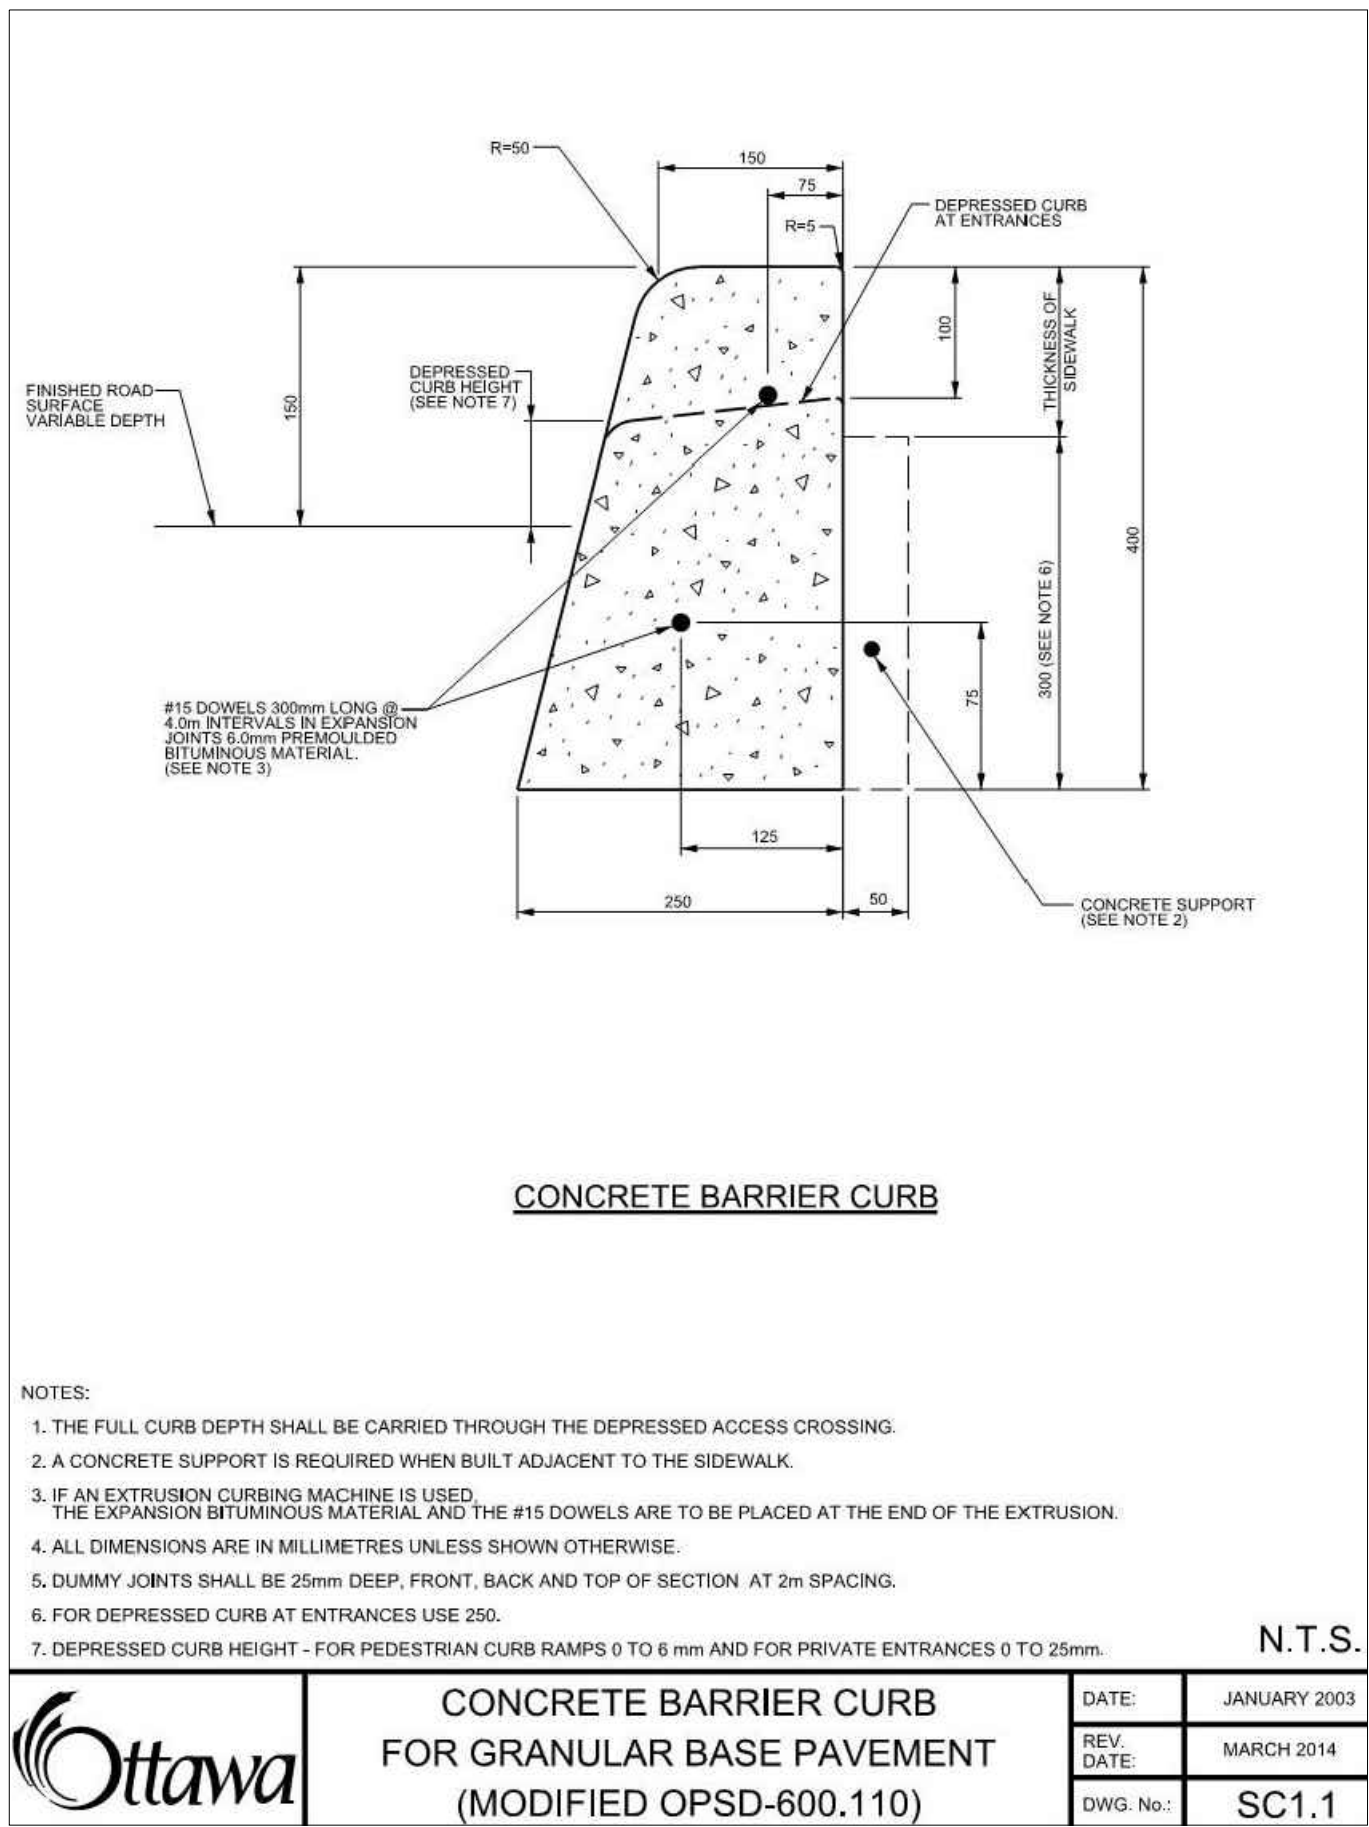 R=50
150
75
R=5
DEPRESSED CURB
AT ENTRANCES
FINISHED ROAD
SURFACE
VARIABLE DEPTH
150
DEPRESSED
CURB HEIGHT
(SEE NOTE 7)
100
THICKNESS OF
SIDEWALK
400
300 (SEE NOTE 6)
75
#15 DOWELS 300mm LONG @
4.0m INTERVALS IN EXPANSION
JOINTS 6.0mm PREMOULDED
BITUMINOUS MATERIAL.
(SEE NOTE 3)
125
250
50
CONCRETE SUPPORT
(SEE NOTE 2)
CONCRETE BARRIER CURB
NOTES:
1. THE FULL CURB DEPTH SHALL BE CARRIED THROUGH THE DEPRESSED ACCESS CROSSING.
2. A CONCRETE SUPPORT IS REQUIRED WHEN BUILT ADJACENT TO THE SIDEWALK.
3. IF AN EXTRUSION CURBING MACHINE IS USED,
THE EXPANSION BITUMINOUS MATERIAL AND THE #15 DOWELS ARE TO BE PLACED AT THE END OF THE EXTRUSION.
4. ALL DIMENSIONS ARE IN MILLIMETRES UNLESS SHOWN OTHERWISE.
5. DUMMY JOINTS SHALL BE 25mm DEEP, FRONT, BACK AND TOP OF SECTION AT 2m SPACING.
6. FOR DEPRESSED CURB AT ENTRANCES USE 250.
7. DEPRESSED CURB HEIGHT - FOR PEDESTRIAN CURB RAMPS 0 TO 6 mm AND FOR PRIVATE ENTRANCES 0 TO 25mm.
N.T.S.
Ottawa
CONCRETE BARRIER CURB
FOR GRANULAR BASE PAVEMENT
(MODIFIED OPSD-600.110)
DATE:
JANUARY 2003
REV.
DATE:
MARCH 2014
DWG. No.:
SC1.1